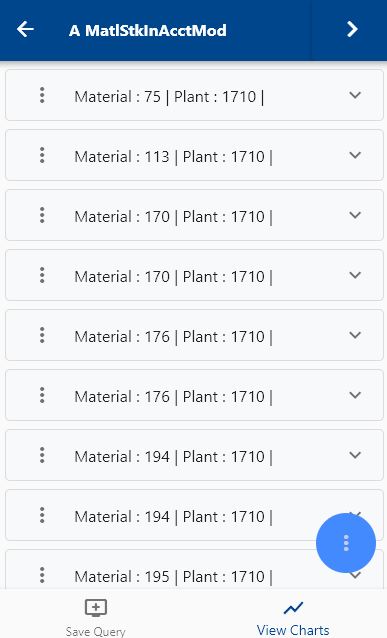 A MatlStkInAcctMod
Material : 75 | Plant : 1710 |
Material : 113 | Plant : 1710 |
Material : 170 | Plant : 1710 |
Material : 170 | Plant : 1710 |
Material : 176 | Plant : 1710 |
Material : 176 | Plant : 1710 |
Material : 194 | Plant : 1710 |
Material : 194 | Plant : 1710 |
Material : 195 | Plant : 1710 |
Save Query
View Charts